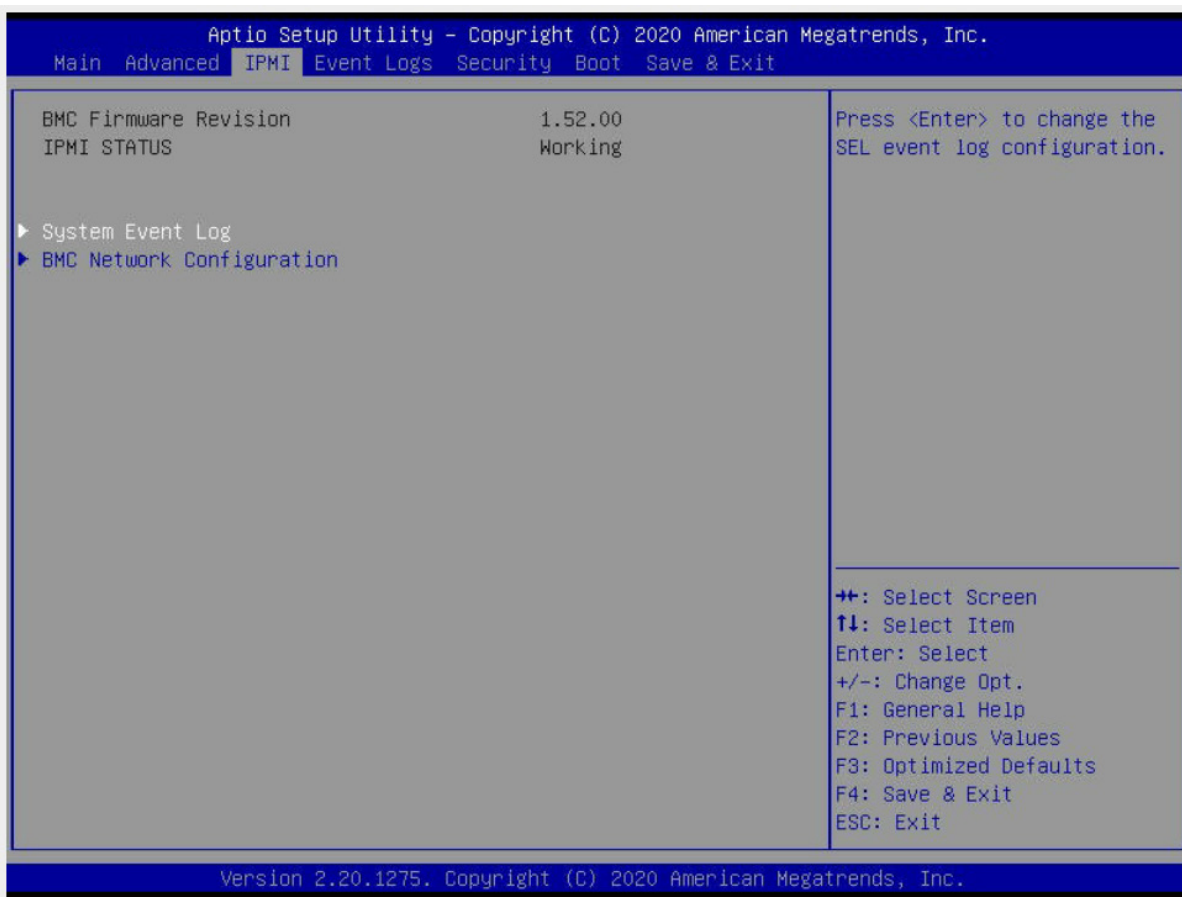 Aptio Setup Utility – Copyright (C) 2020 American Megatrends, Inc.
Main Advanced IPMI Event Logs Security Boot Save & Exit
BMC Firmware Revision 1.52.00
IPMI STATUS Working
► System Event Log
► BMC Network Configuration
Press <Enter> to change the
SEL event log configuration.
→←: Select Screen
↑↓: Select Item
Enter: Select
+/-: Change Opt.
F1: General Help
F2: Previous Values
F3: Optimized Defaults
F4: Save & Exit
ESC: Exit
Version 2.20.1275. Copyright (C) 2020 American Megatrends, Inc.